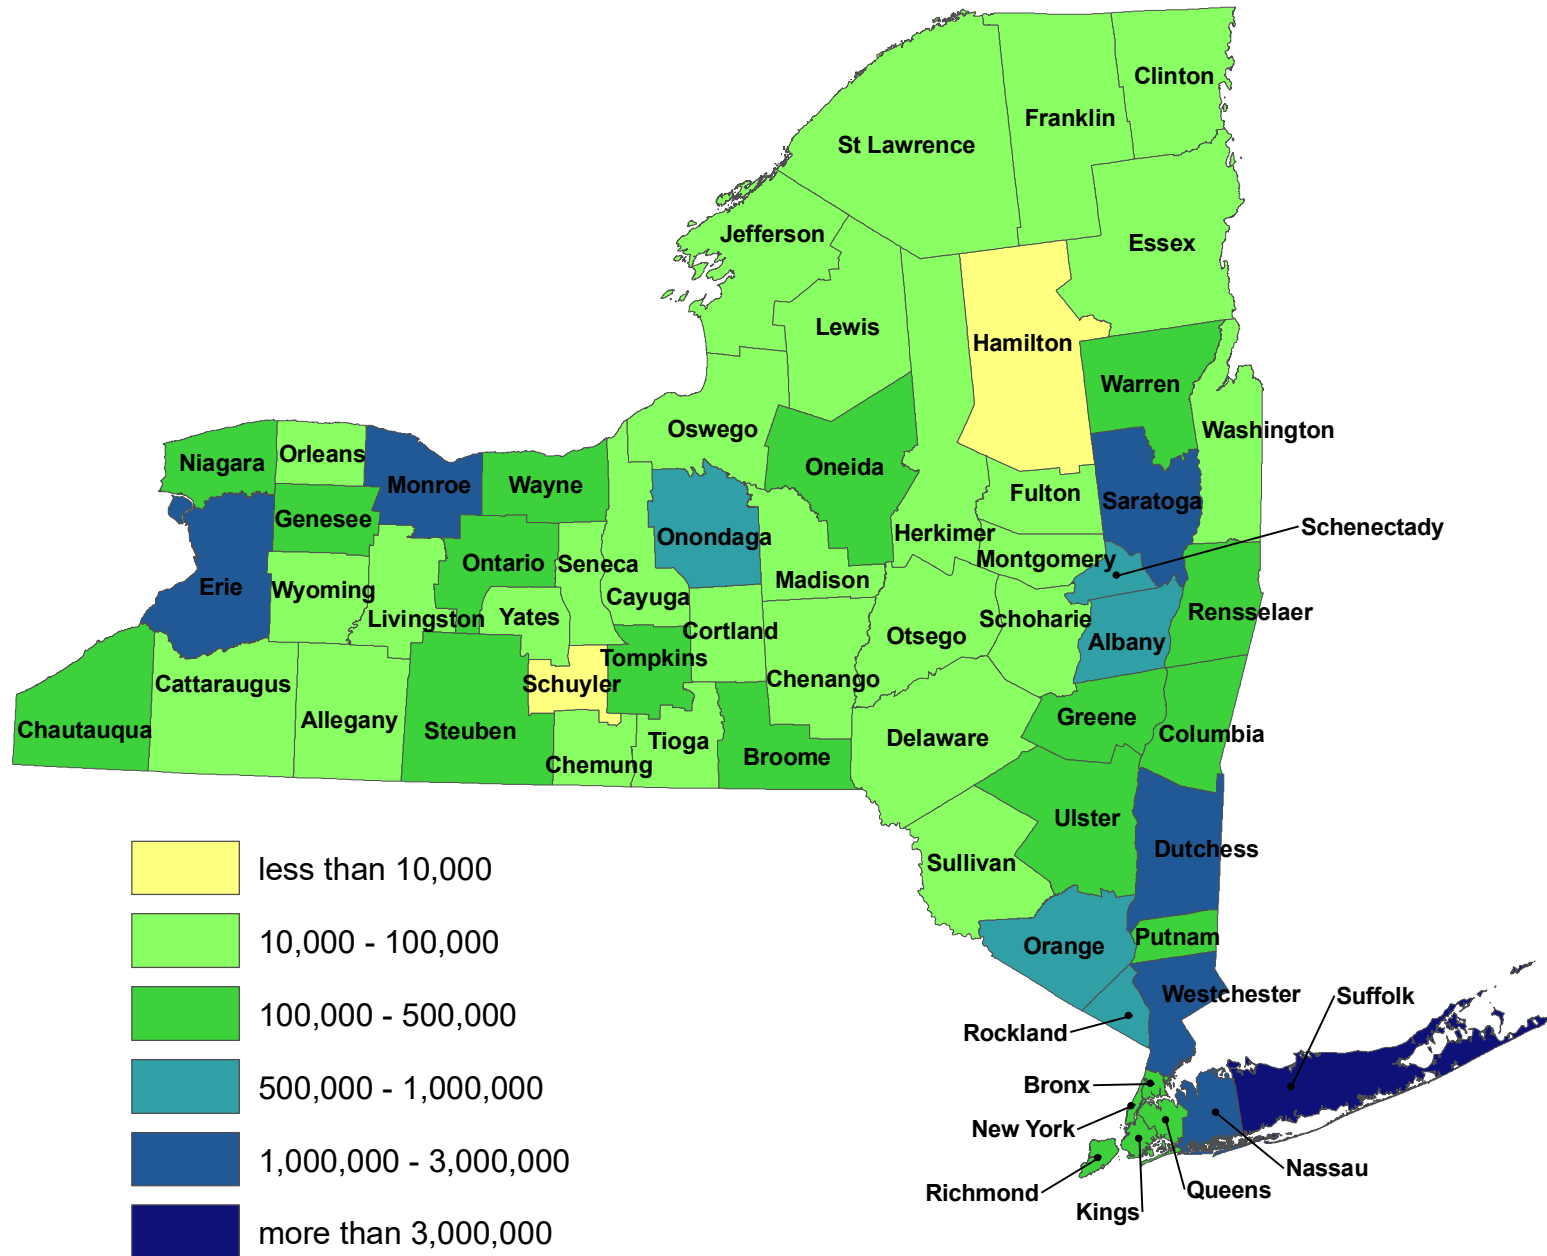 Clinton
Franklin
St Lawrence
Jefferson
Essex
Lewis
Hamilton
Warren
Oswego
Washington
Orleans
Niagara
Oneida
Monroe
Wayne
Fulton
Saratoga
Genesee
Schenectady
Herkimer
Onondaga
Montgomery
Ontario
Seneca
Madison
Erie
Wyoming
Cayuga
Rensselaer
Livingston
Yates
Schoharie
Cortland
Otsego
Albany
Tompkins
Chenango
Cattaraugus
Schuyler
Greene
Allegany
Chautauqua
Steuben
Columbia
Delaware
Tioga
Broome
Chemung
Ulster
Dutchess
Sullivan
less than 10,000
Putnam
10,000 - 100,000
Orange
Westchester
Suffolk
100,000 - 500,000
Rockland
Bronx
500,000 - 1,000,000
New York
1,000,000 - 3,000,000
Nassau
Queens
Richmond
Kings
more than 3,000,000